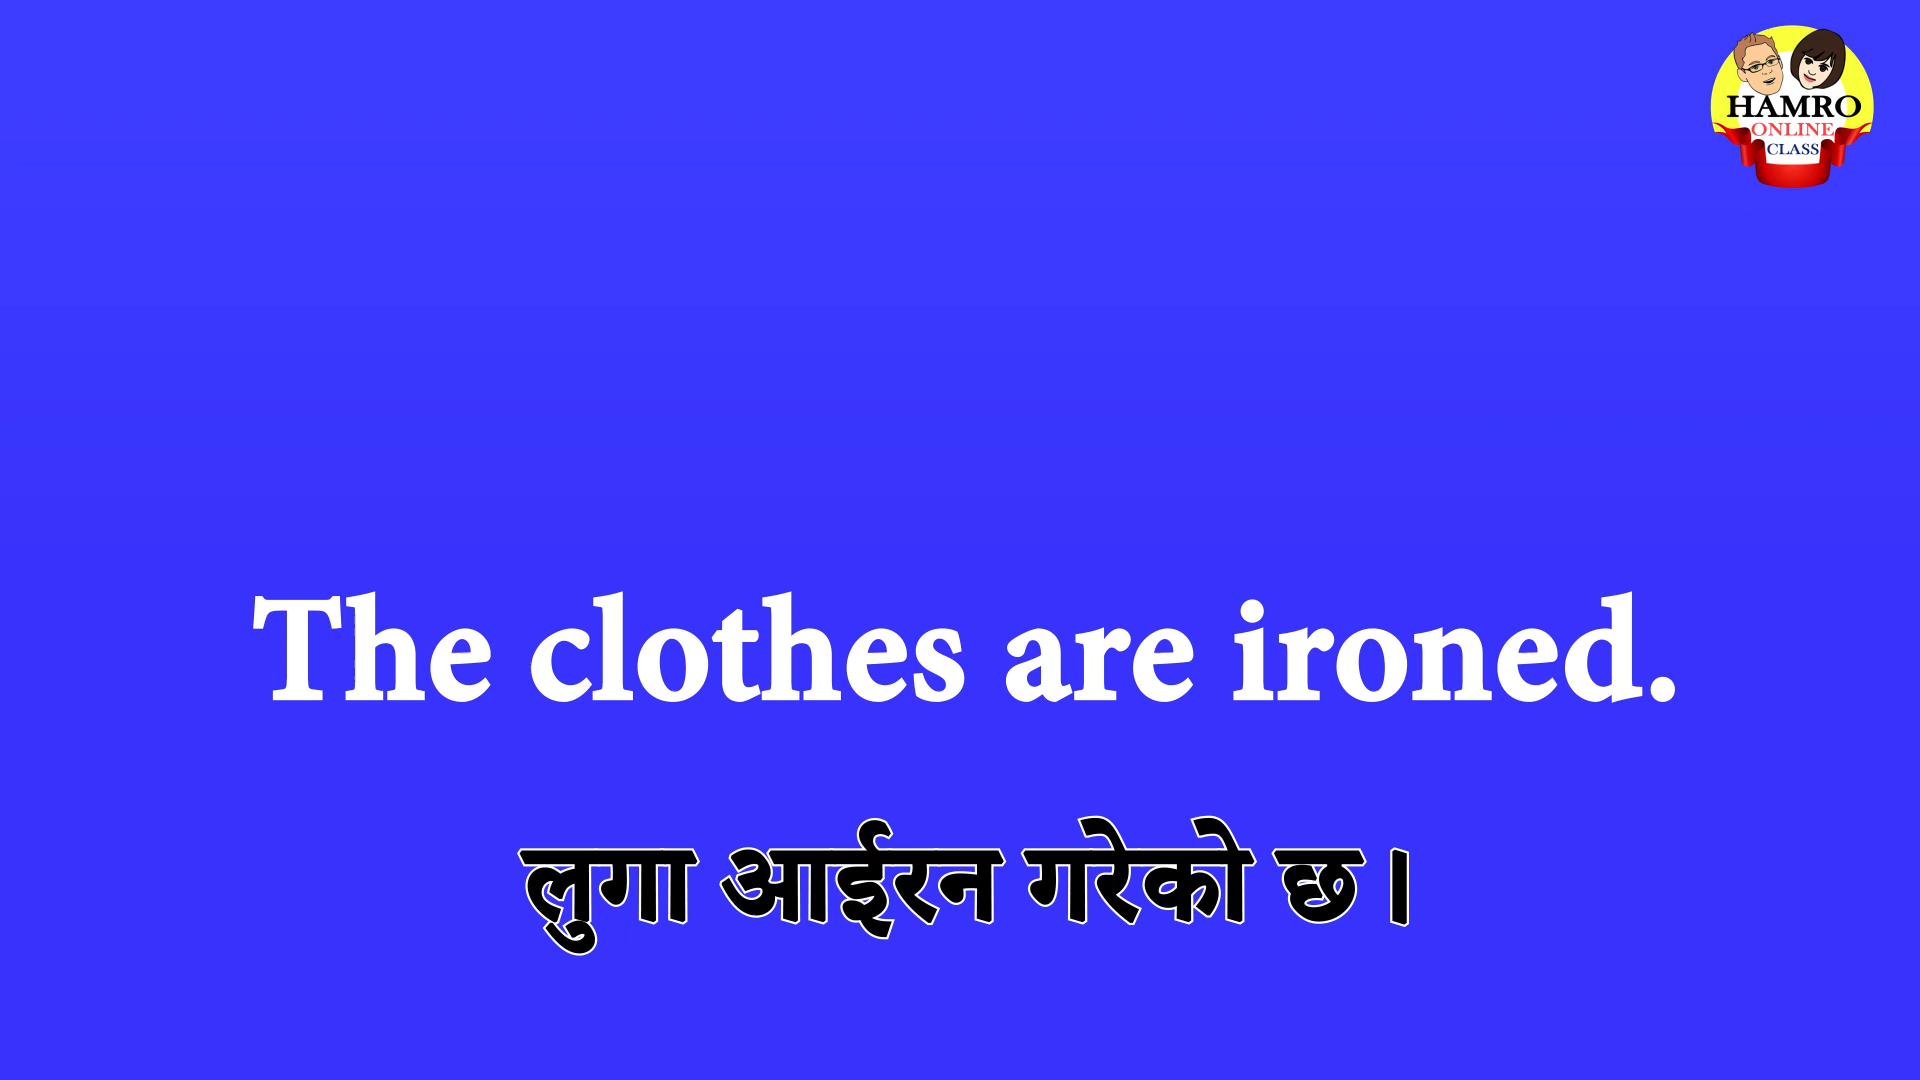 HAMRO
ONLINE
CLASS
The clothes are ironed.
लुगा आईरन गरेको छ।